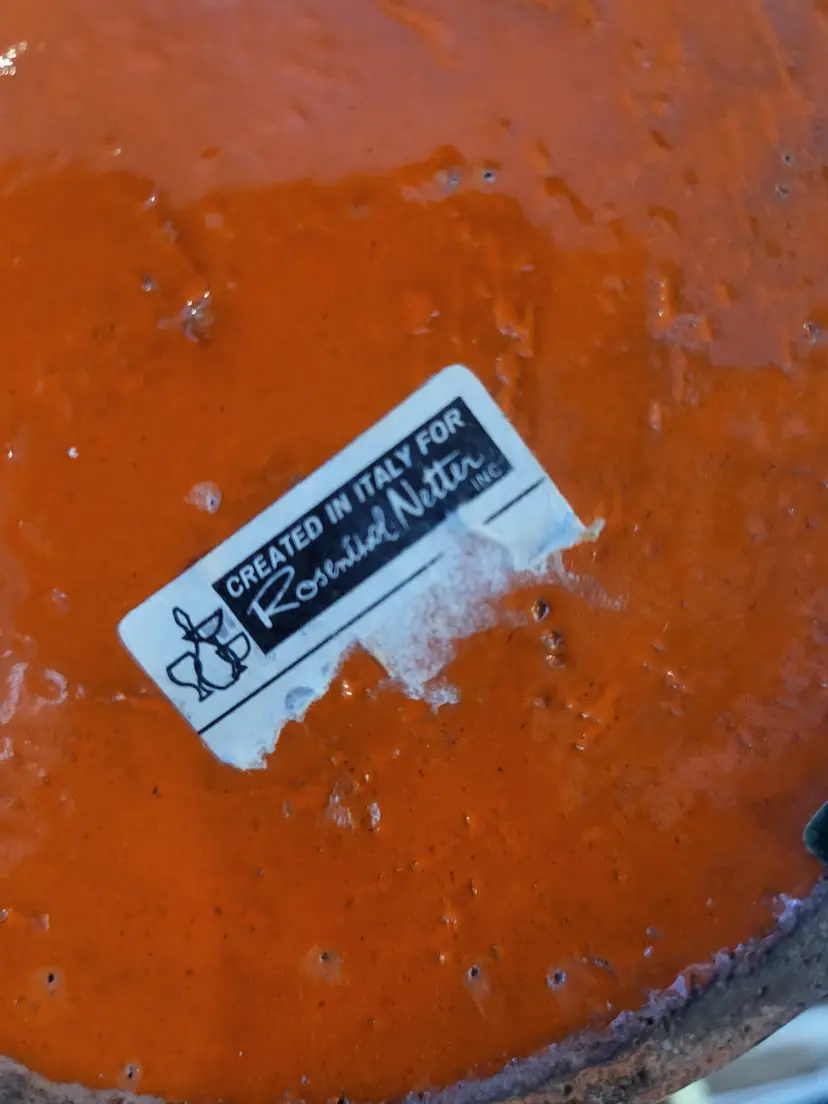 CREATED IN ITALY FOR
Rosenthal Netter
INC